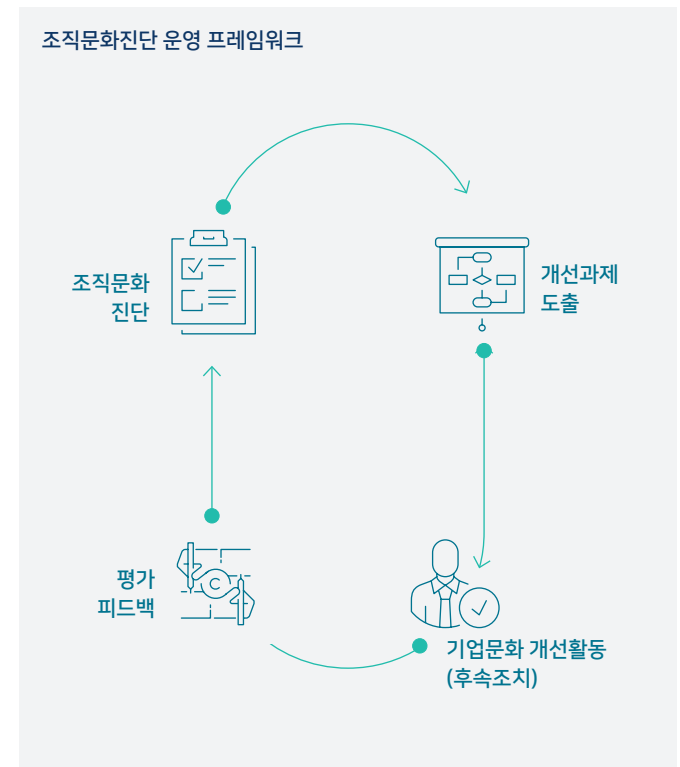 조직문화진단 운영 프레임워크
조직문화
진단
개선과제
도출
평가
피드백
C
기업문화 개선활동
(후속조치)